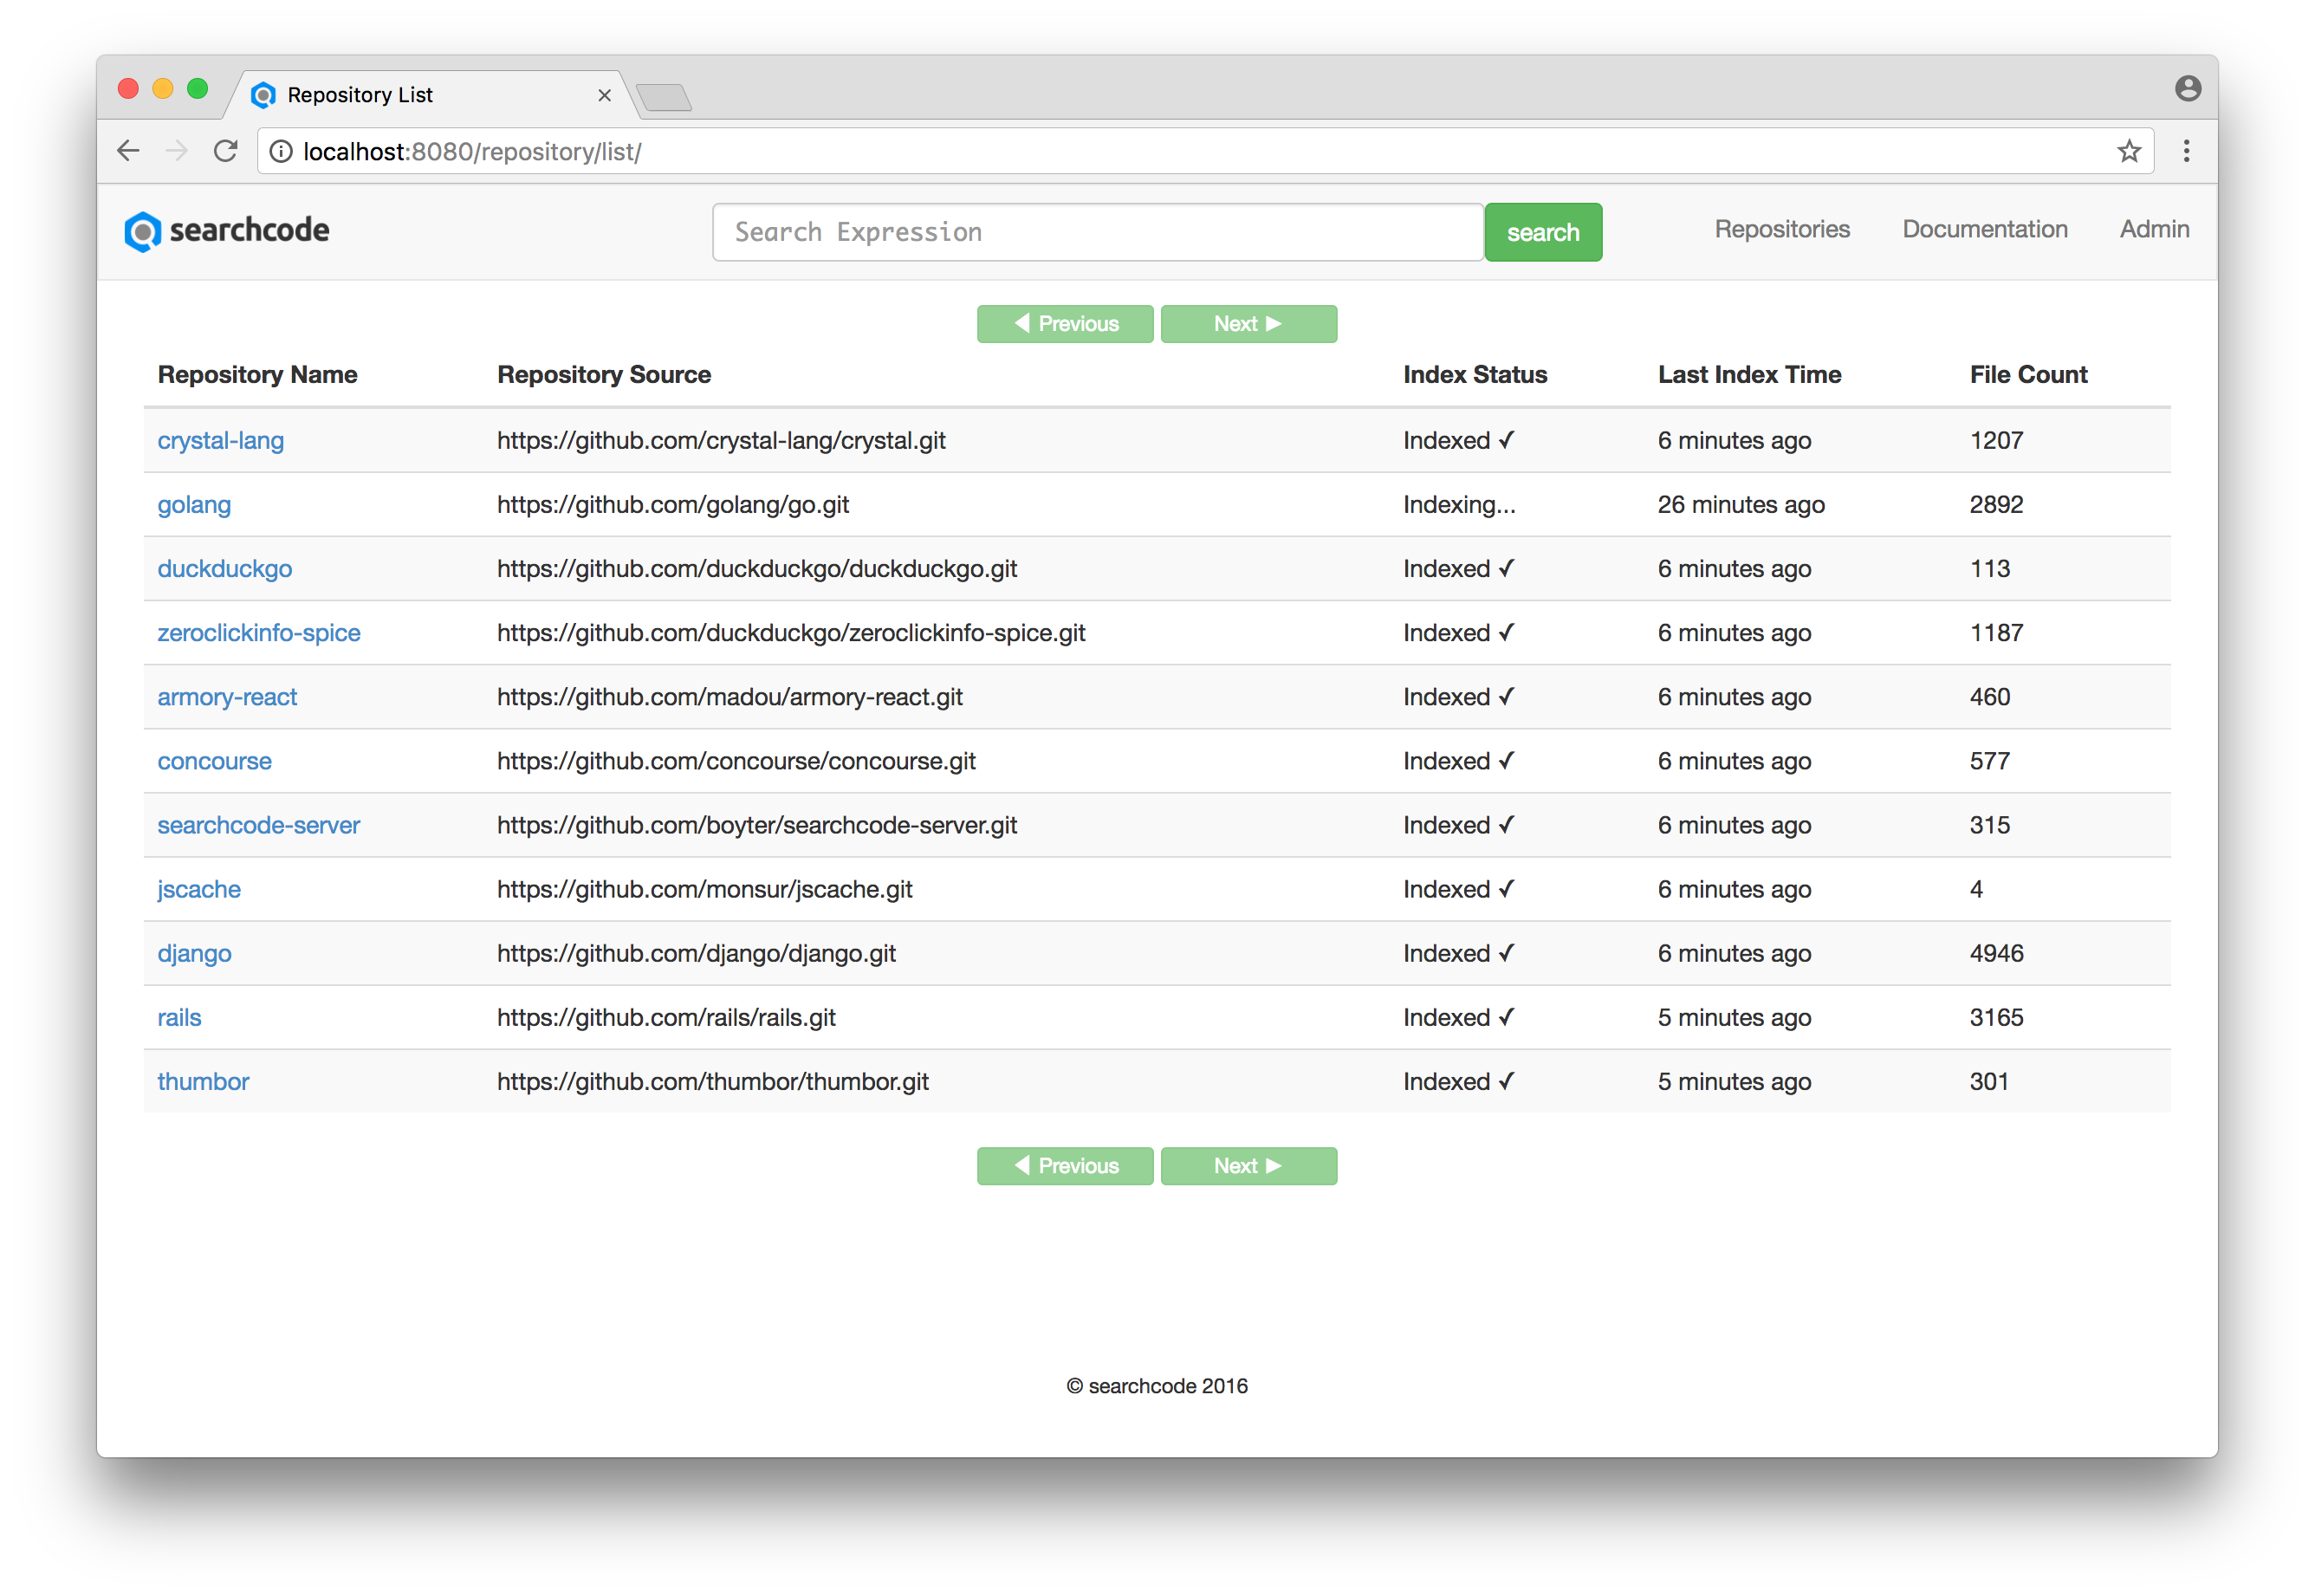 Repository List
localhost:8080/repository/list/
searchcode Search Expression search Repositories Documentation Admin
◀ Previous Next ▶
Repository Name Repository Source Index Status Last Index Time File Count
crystal-lang https://github.com/crystal-lang/crystal.git Indexed ✓ 6 minutes ago 1207
golang https://github.com/golang/go.git Indexing... 26 minutes ago 2892
duckduckgo https://github.com/duckduckgo/duckduckgo.git Indexed ✓ 6 minutes ago 113
zeroclickinfo-spice https://github.com/duckduckgo/zeroclickinfo-spice.git Indexed ✓ 6 minutes ago 1187
armory-react https://github.com/madou/armory-react.git Indexed ✓ 6 minutes ago 460
concourse https://github.com/concourse/concourse.git Indexed ✓ 6 minutes ago 577
searchcode-server https://github.com/boyter/searchcode-server.git Indexed ✓ 6 minutes ago 315
jscache https://github.com/monsur/jscache.git Indexed ✓ 6 minutes ago 4
django https://github.com/django/django.git Indexed ✓ 6 minutes ago 4946
rails https://github.com/rails/rails.git Indexed ✓ 5 minutes ago 3165
thumbor https://github.com/thumbor/thumbor.git Indexed ✓ 5 minutes ago 301
◀ Previous Next ▶
© searchcode 2016